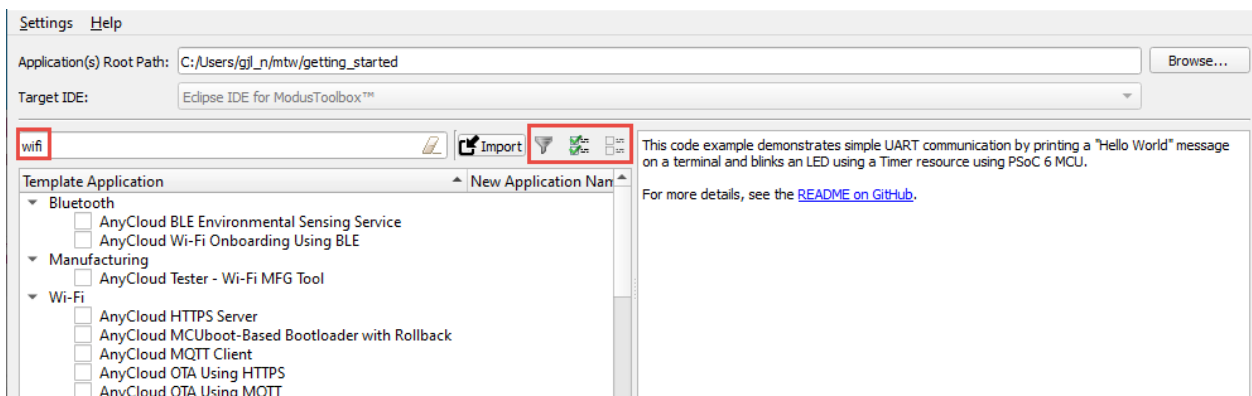 Settings Help
Application(s) Root Path: C:/Users/gjl_n/mtw/getting_started Browse...
Target IDE: Eclipse IDE for ModusToolbox™
wifi Import
Template Application New Application Nam
Bluetooth
AnyCloud BLE Environmental Sensing Service
AnyCloud Wi-Fi Onboarding Using BLE
Manufacturing
AnyCloud Tester - Wi-Fi MFG Tool
Wi-Fi
AnyCloud HTTPS Server
AnyCloud MCUboot-Based Bootloader with Rollback
AnyCloud MQTT Client
AnyCloud OTA Using HTTPS
AnyCloud OTA Using MQTT
This code example demonstrates simple UART communication by printing a "Hello World" message
on a terminal and blinks an LED using a Timer resource using PSoC 6 MCU.
For more details, see the README on GitHub.